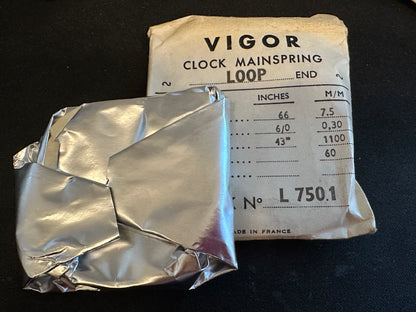 VIGOR
CLOCK MAINSPRING
LOOP END
INCHES M/M
66 7.5
6/0 0,30
43" 1100
60
K Nº L 750.1
ADE IN FRANCE